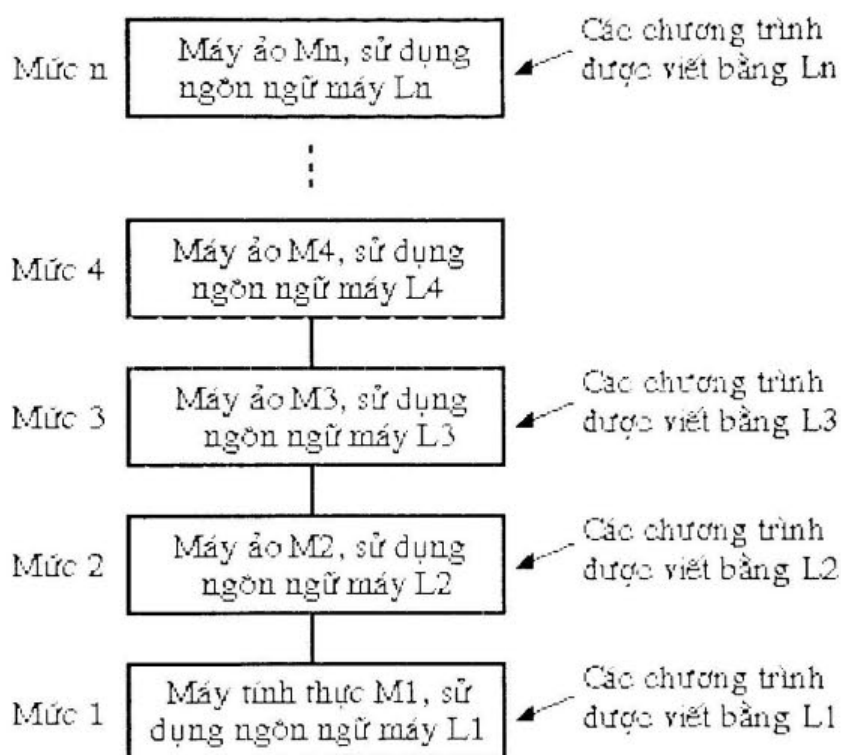 Mức n
Máy ảo Mn, sử dụng
ngôn ngữ máy Ln
Các chương trình
được viết bằng Ln
Mức 4
Máy ảo M4, sử dụng
ngôn ngữ máy L4
Mức 3
Máy ảo M3, sử dụng
ngôn ngữ máy L3
Các chương trình
được viết bằng L3
Mức 2
Máy ảo M2, sử dụng
ngôn ngữ máy L2
Các chương trình
được viết bằng L2
Mức 1
Máy tính thực M1, sử
dụng ngôn ngữ máy L1
Các chương trình
được viết bằng L1